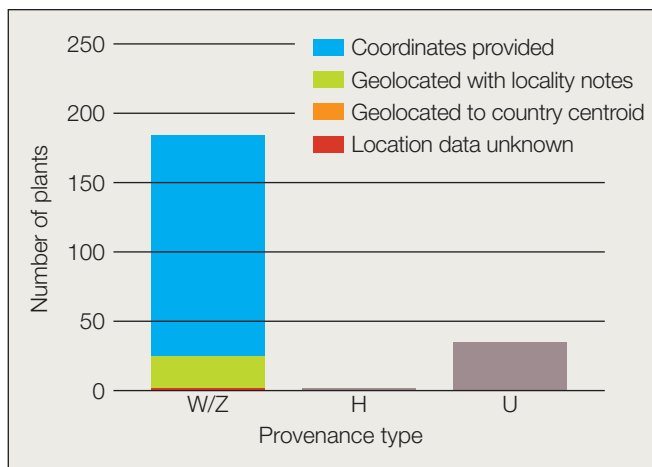 Number of plants
250
200
150
100
50
0
Coordinates provided
Geolocated with locality notes
Geolocated to country centroid
Location data unknown
W/Z H U
Provenance type